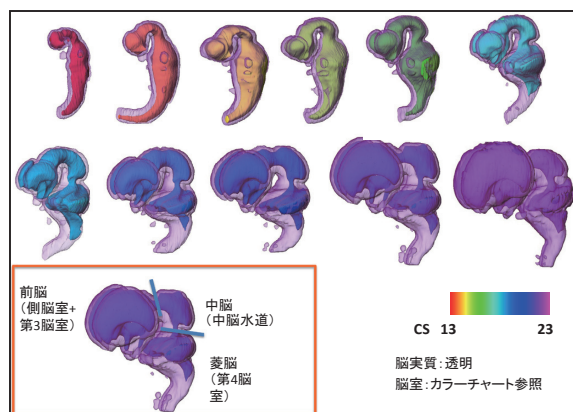 前脳
(側脳室+
第3脳室)
中脳
(中脳水道)
菱脳
(第4脳
室)
CS 13 23
脳実質:透明
脳室:カラーチャート参照